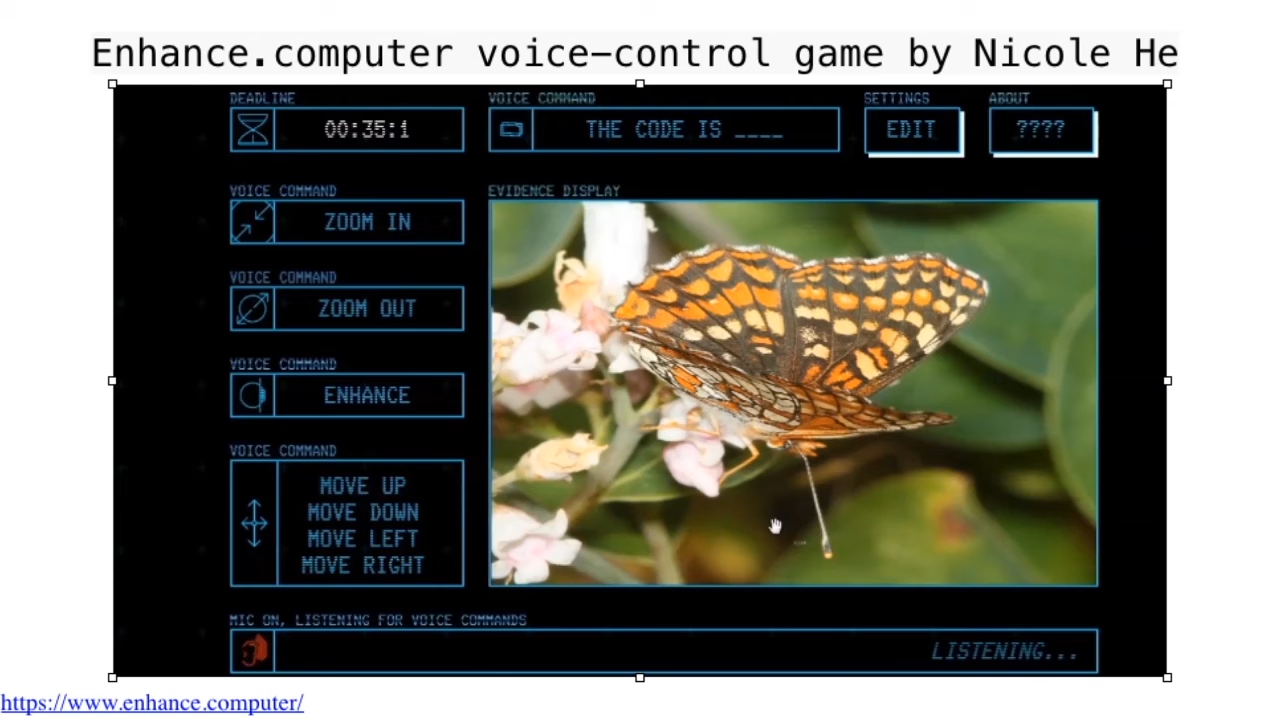 Enhance.computer voice-control game by Nicole He
DEADLINE
00:35:1
VOICE COMMAND
THE CODE IS ____
SETTINGS
EDIT
ABOUT
????
VOICE COMMAND
ZOOM IN
EVIDENCE DISPLAY
VOICE COMMAND
ZOOM OUT
VOICE COMMAND
ENHANCE
VOICE COMMAND
MOVE UP
MOVE DOWN
MOVE LEFT
MOVE RIGHT
MIC ON, LISTENING FOR VOICE COMMANDS
LISTENING...
https://www.enhance.computer/